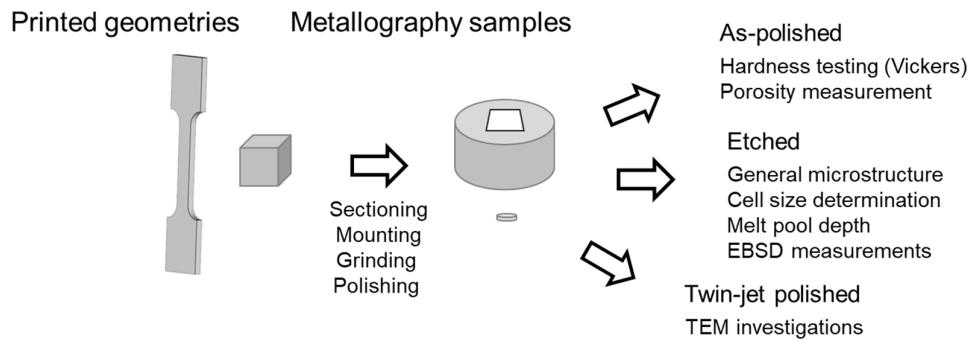 Printed geometries
Metallography samples
Sectioning
Mounting
Grinding
Polishing
As-polished
Hardness testing (Vickers)
Porosity measurement
Etched
General microstructure
Cell size determination
Melt pool depth
EBSD measurements
Twin-jet polished
TEM investigations